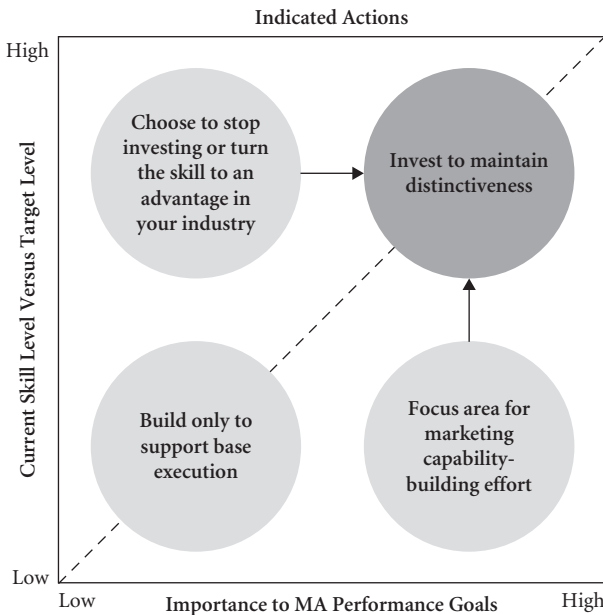 Indicated Actions
High
Current Skill Level Versus Target Level
Choose to stop
investing or turn
the skill to an
advantage in
your industry
Invest to maintain
distinctiveness
Build only to
support base
execution
Focus area for
marketing
capability-
building effort
Low
Low
Importance to MA Performance Goals
High